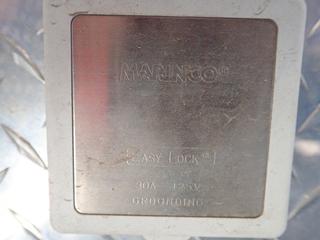 MARINCO®
EASY LOCK®
30A 125V
GROUNDING